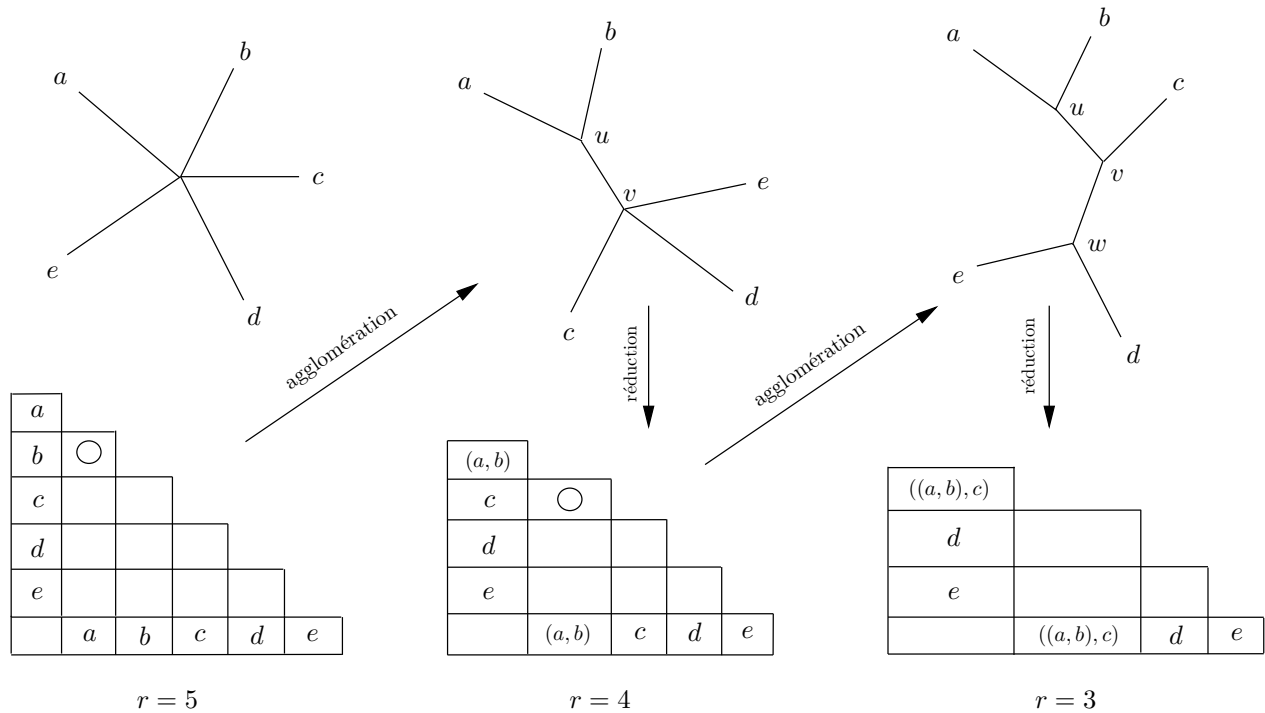 a
b
c
d
e
a
b
u
v
e
d
c
a
b
u
c
v
w
e
d
agglomération
réduction
agglomération
réduction
a
b
c
d
e
a b c d e
r = 5
(a, b)
c
d
e
(a, b) c d e
r = 4
((a, b), c)
d
e
((a, b), c) d e
r = 3